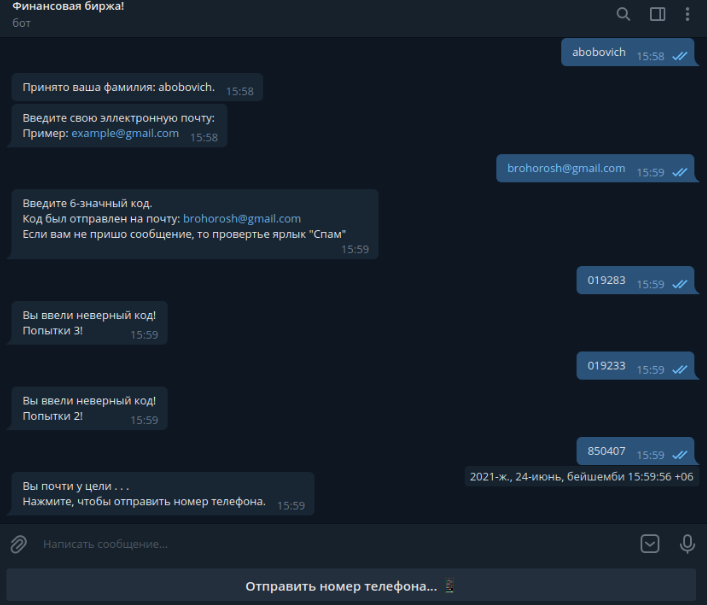 Финансовая биржа!
бот
abobovich 15:58
Принято ваша фамилия: abobovich. 15:58
Введите свою эллектронную почту:
Пример: example@gmail.com 15:58
brohorosh@gmail.com 15:59
Введите 6-значный код.
Код был отправлен на почту: brohorosh@gmail.com
Если вам не пришо сообщение, то провертье ярлык "Спам"
15:59
019283 15:59
Вы ввели неверный код!
Попытки 3! 15:59
019233 15:59
Вы ввели неверный код!
Попытки 2! 15:59
850407 15:59
2021-ж., 24-июнь, бейшемби 15:59:56 +06
Вы почти у цели . . .
Нажмите, чтобы отправить номер телефона. 15:59
Написать сообщение...
Отправить номер телефона...